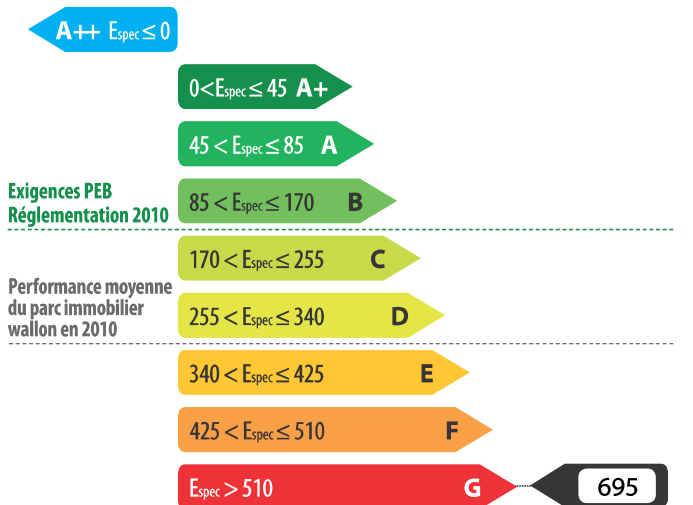 A++ Espec ≤ 0
0<Espec ≤ 45 A+
45 < Espec ≤ 85 A
Exigences PEB
Réglementation 2010
85 < Espec ≤ 170 B
170 < Espec ≤ 255 C
Performance moyenne
du parc immobilier
wallon en 2010
255 < Espec ≤ 340 D
340 < Espec ≤ 425 E
425 < Espec ≤ 510 F
Espec > 510 G
695